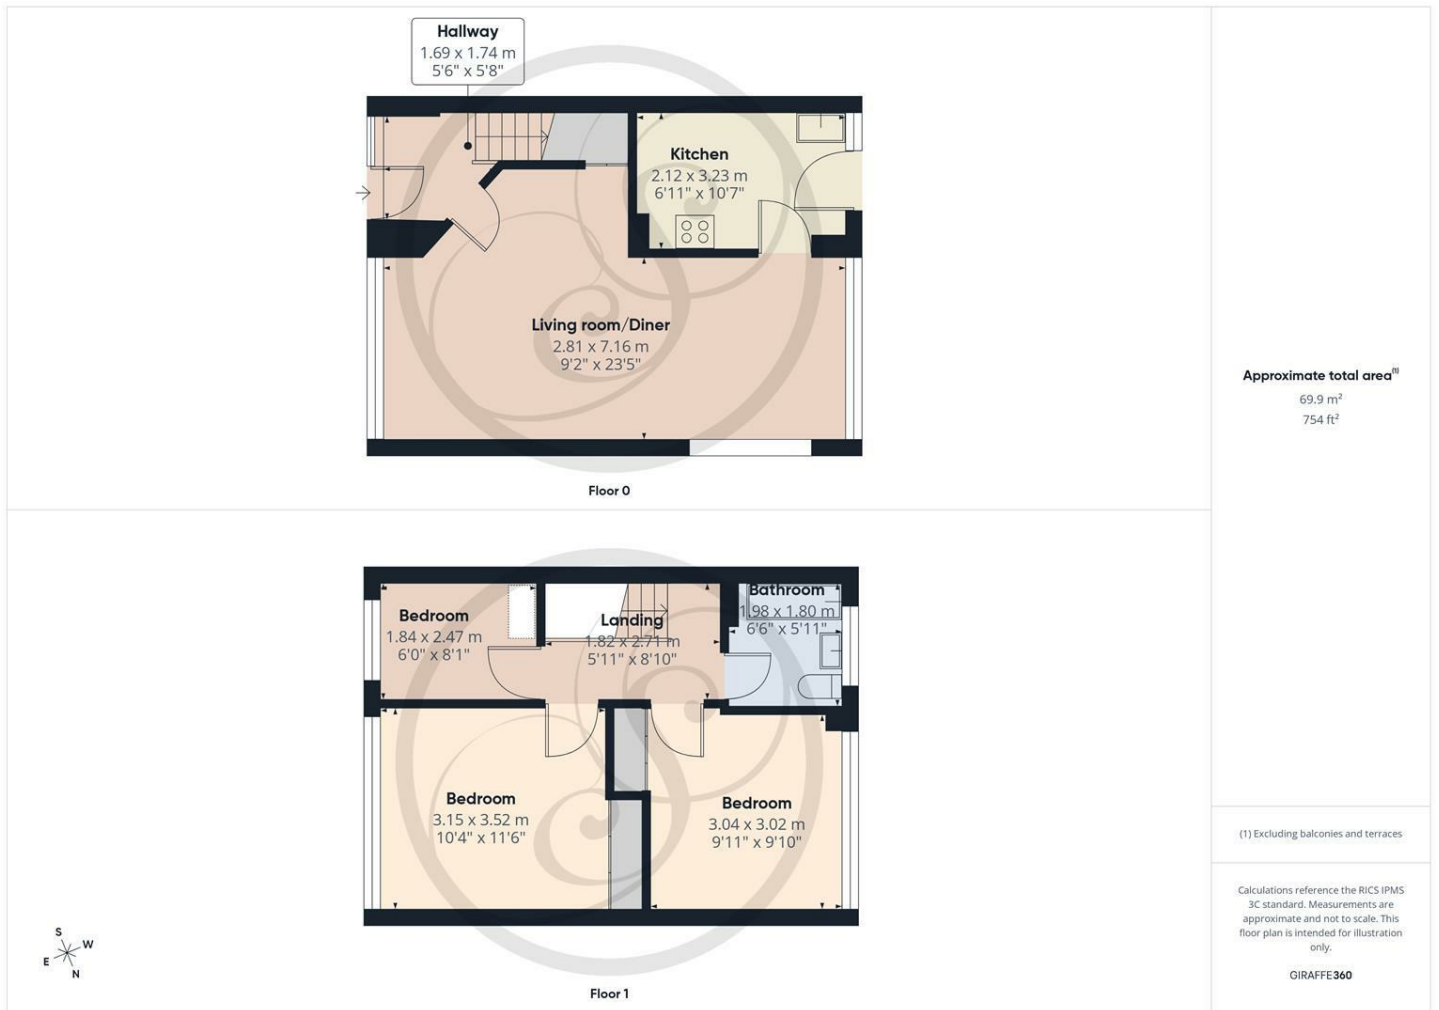 Hallway
1.69 x 1.74 m
5'6" x 5'8"
Kitchen
2.12 x 3.23 m
6'11" x 10'7"
Living room/Diner
2.81 x 7.16 m
9'2" x 23'5"
Floor 0
Approximate total area(1)
69.9 m²
754 ft²
Bedroom
1.84 x 2.47 m
6'0" x 8'1"
Landing
1.82 x 2.71 m
5'11" x 8'10"
Bathroom
1.98 x 1.80 m
6'6" x 5'11"
Bedroom
3.15 x 3.52 m
10'4" x 11'6"
Bedroom
3.04 x 3.02 m
9'11" x 9'10"
Floor 1
S
W
E
N
(1) Excluding balconies and terraces
Calculations reference the RICS IPMS
3C standard. Measurements are
approximate and not to scale. This
floor plan is intended for illustration
only.
GIRAFFE360